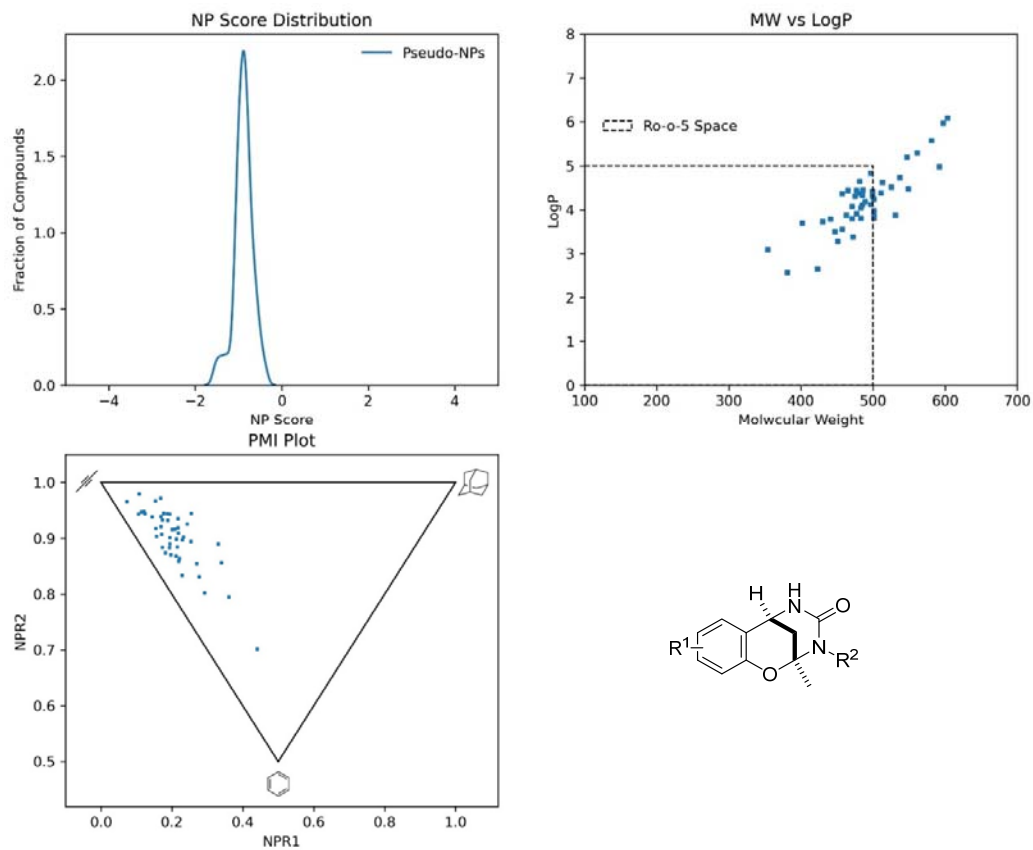 NP Score Distribution
Pseudo-NPs
Fraction of Compounds
2.0
1.5
1.0
0.5
0.0
−4
−2
0
2
4
NP Score
MW vs LogP
Ro-o-5 Space
LogP
8
7
6
5
4
3
2
1
0
100
200
300
400
500
600
700
Molwcular Weight
PMI Plot
NPR2
1.0
0.9
0.8
0.7
0.6
0.5
0.0
0.2
0.4
0.6
0.8
1.0
NPR1
H
H
N
O
R¹
N
R²
O